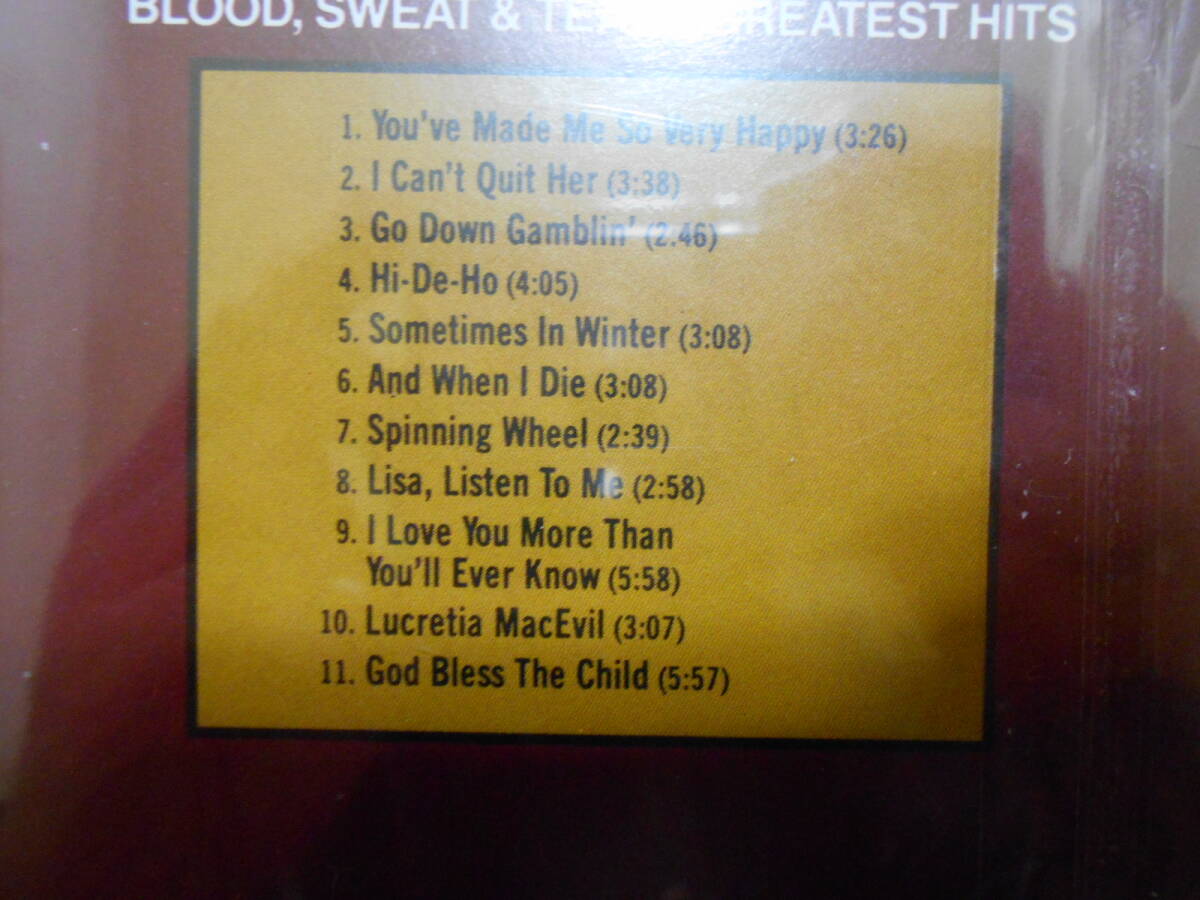 BLOOD, SWEAT & TEARS GREATEST HITS
1. You've Made Me So Very Happy (3:26)
2. I Can't Quit Her (3:38)
3. Go Down Gamblin' (2.46)
4. Hi-De-Ho (4:05)
5. Sometimes In Winter (3:08)
6. And When I Die (3:08)
7. Spinning Wheel (2:39)
8. Lisa, Listen To Me (2:58)
9. I Love You More Than
You'll Ever Know (5:58)
10. Lucretia MacEvil (3:07)
11. God Bless The Child (5:57)